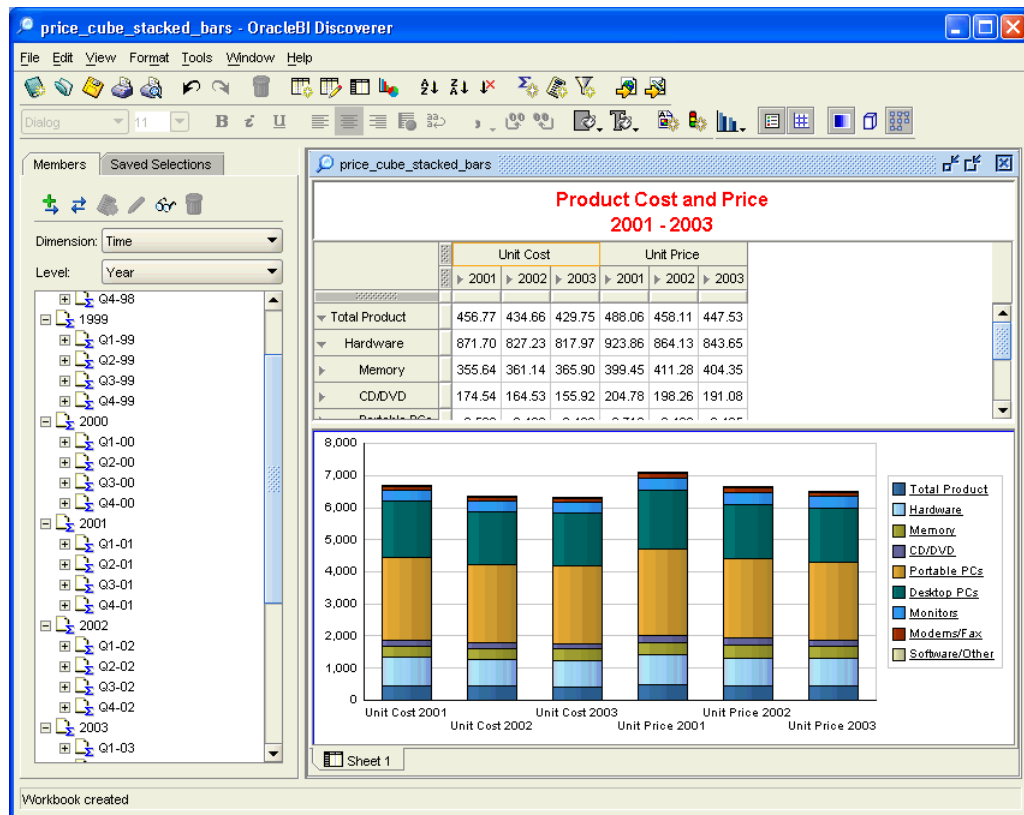 price_cube_stacked_bars - OracleBI Discoverer
File Edit View Format Tools Window Help
Dialog 11 B i U
Members Saved Selections
Dimension: Time
Level: Year
Q4-98
1999
Q1-99
Q2-99
Q3-99
Q4-99
2000
Q1-00
Q2-00
Q3-00
Q4-00
2001
Q1-01
Q2-01
Q3-01
Q4-01
2002
Q1-02
Q2-02
Q3-02
Q4-02
2003
Q1-03
price_cube_stacked_bars
Product Cost and Price
2001 - 2003
Unit Cost Unit Price
2001 2002 2003 2001 2002 2003
Total Product 456.77 434.66 429.75 488.06 458.11 447.53
Hardware 871.70 827.23 817.97 923.86 864.13 843.65
Memory 355.64 361.14 365.90 399.45 411.28 404.35
CD/DVD 174.54 164.53 155.92 204.78 198.26 191.08
Portable PCs
8,000
7,000
6,000
5,000
4,000
3,000
2,000
1,000
0
Unit Cost 2001 Unit Cost 2003 Unit Price 2002
Unit Cost 2002 Unit Price 2001 Unit Price 2003
Total Product
Hardware
Memory
CD/DVD
Portable PCs
Desktop PCs
Monitors
Modems/Fax
Software/Other
Sheet 1
Workbook created